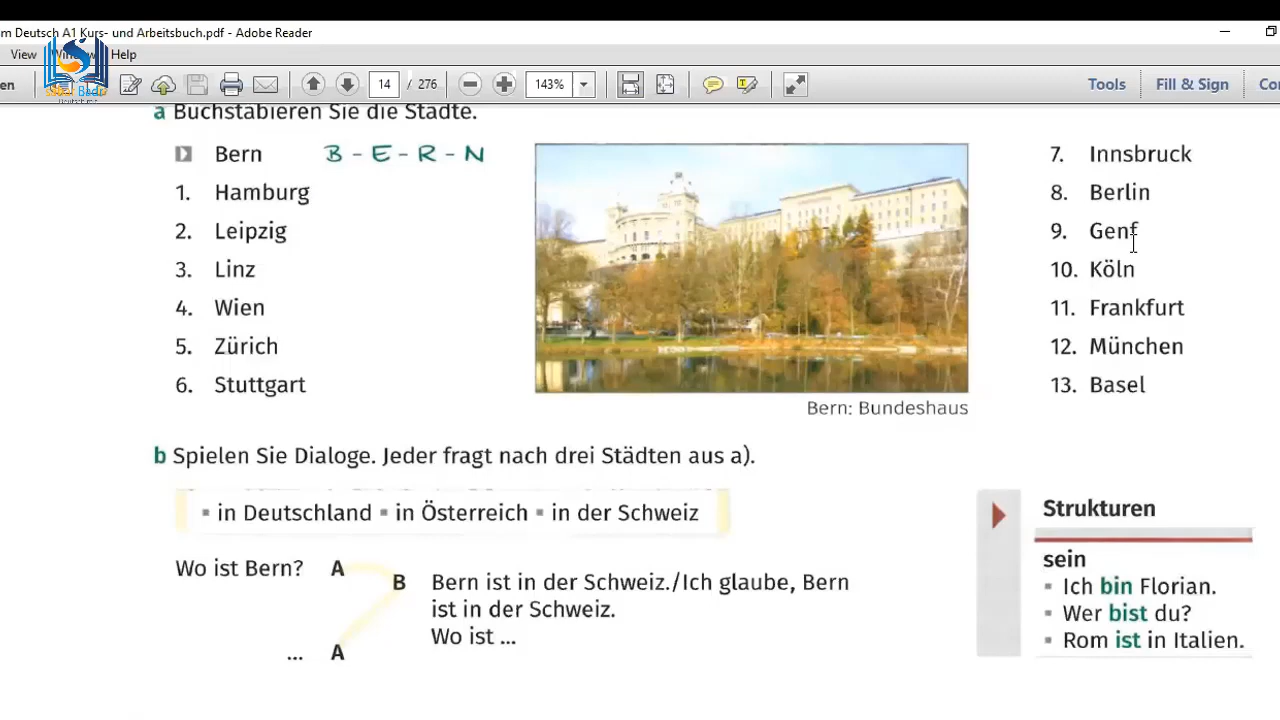 m Deutsch A1 Kurs- und Arbeitsbuch.pdf - Adobe Reader
View Window Help
en 14 / 276 143% Tools Fill & Sign Co
a Buchstabieren Sie die Städte.
Bern B - E - R - N
1. Hamburg
2. Leipzig
3. Linz
4. Wien
5. Zürich
6. Stuttgart
Bern: Bundeshaus
7. Innsbruck
8. Berlin
9. Genf
10. Köln
11. Frankfurt
12. München
13. Basel
b Spielen Sie Dialoge. Jeder fragt nach drei Städten aus a).
▪ in Deutschland ▪ in Österreich ▪ in der Schweiz
Wo ist Bern? A
B Bern ist in der Schweiz./Ich glaube, Bern
ist in der Schweiz.
Wo ist ...
... A
Strukturen
sein
▪ Ich bin Florian.
▪ Wer bist du?
▪ Rom ist in Italien.